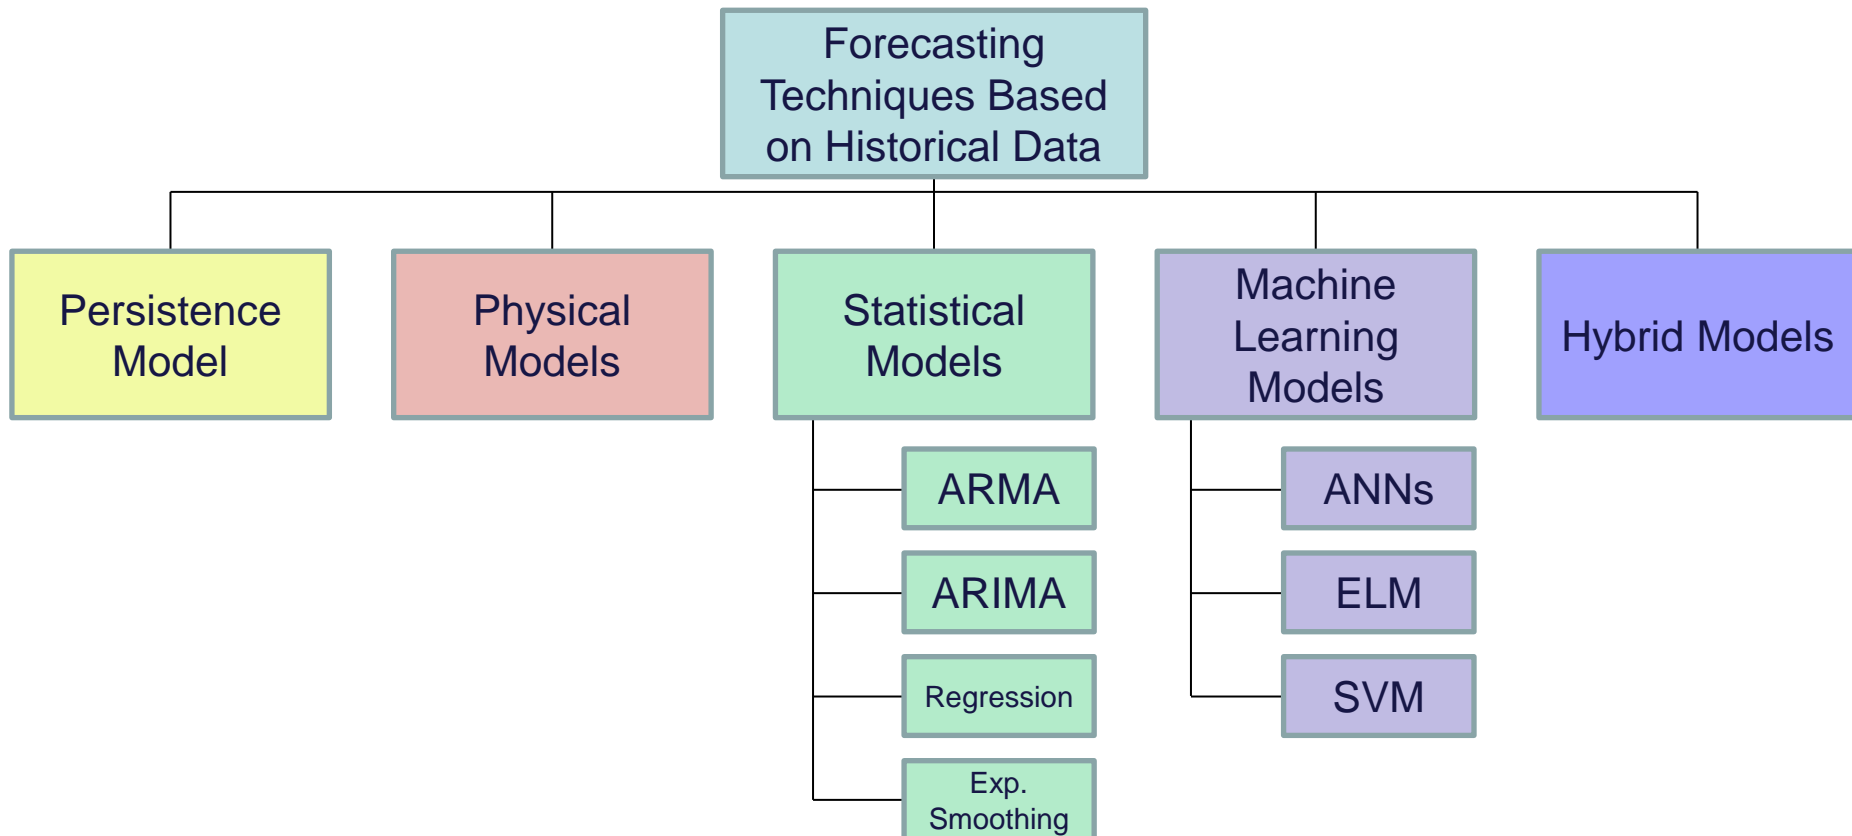 Forecasting
Techniques Based
on Historical Data
Persistence
Model
Physical
Models
Statistical
Models
Machine
Learning
Models
Hybrid Models
ARMA
ARIMA
Regression
Exp.
Smoothing
ANNs
ELM
SVM